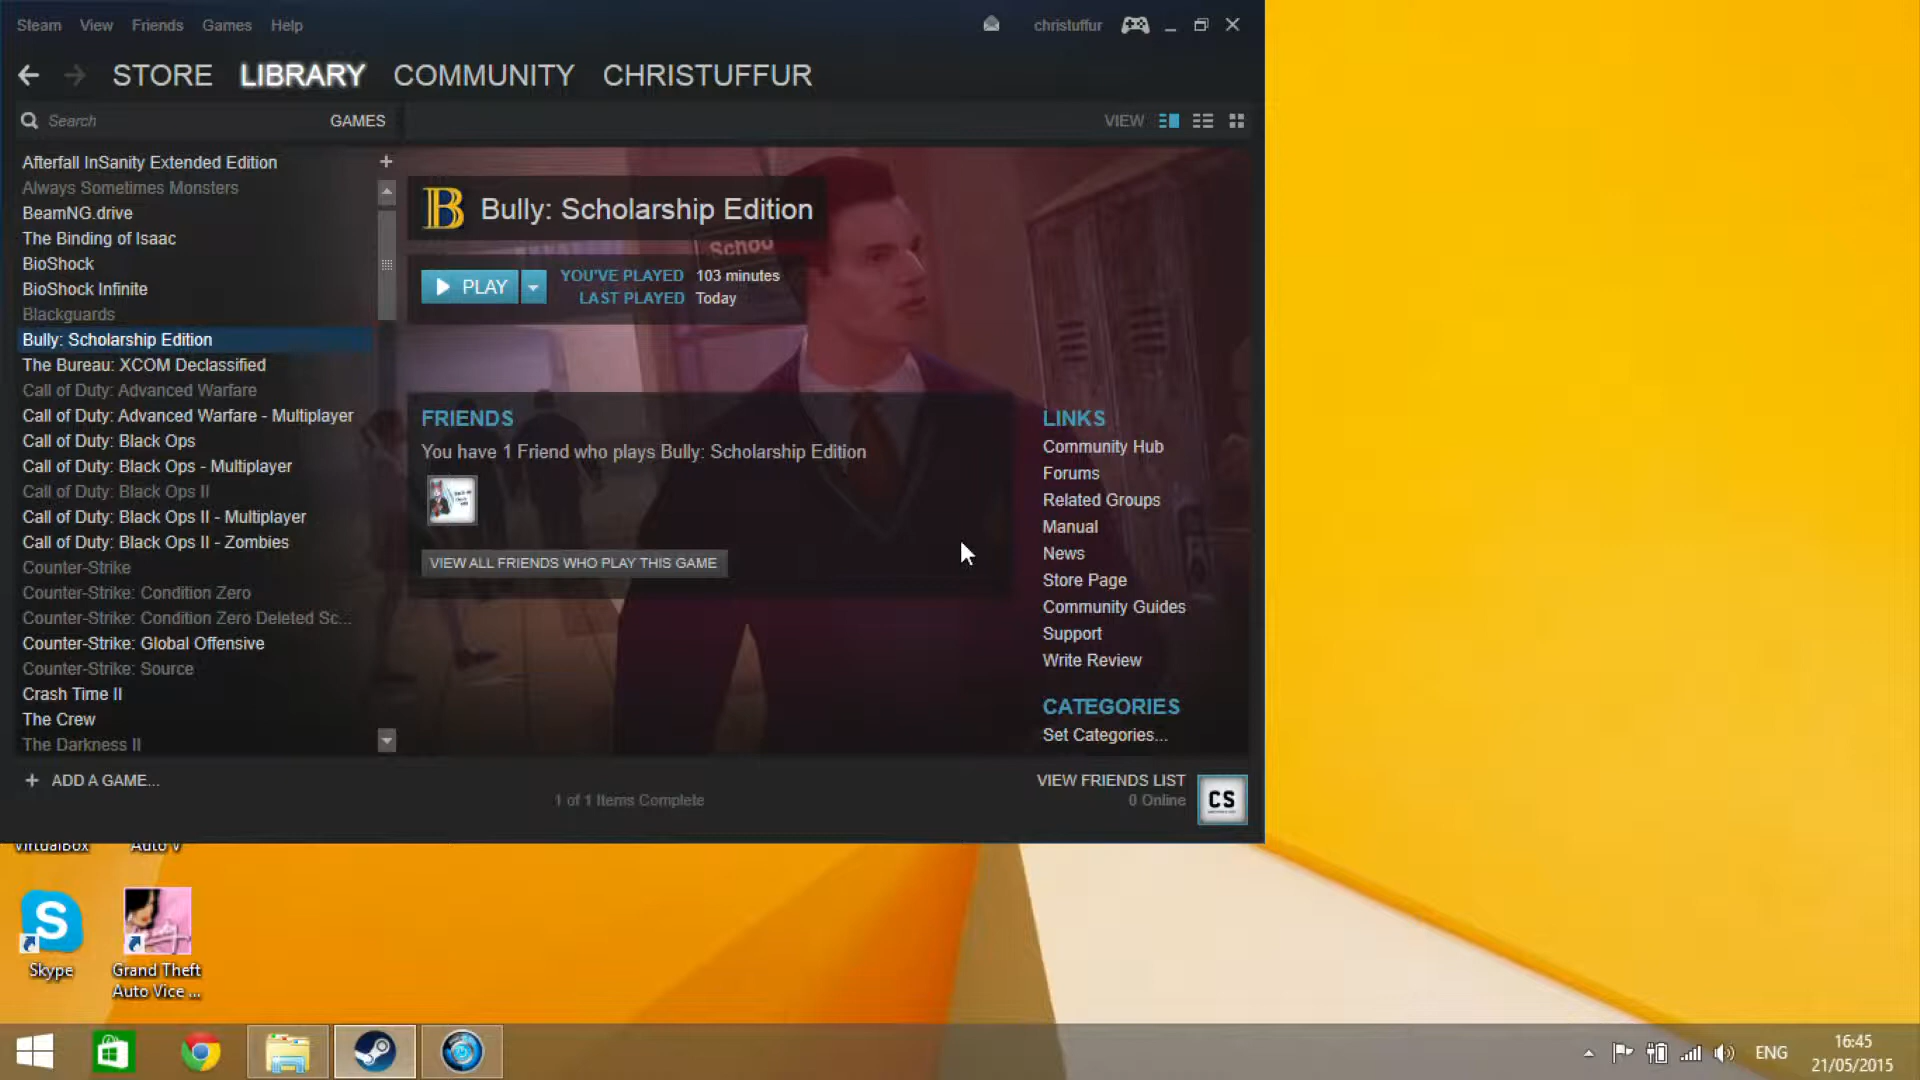 Steam View Friends Games Help
christuffur
STORE LIBRARY COMMUNITY CHRISTUFFUR
Search GAMES
VIEW
Afterfall InSanity Extended Edition
Always Sometimes Monsters
BeamNG.drive
The Binding of Isaac
BioShock
BioShock Infinite
Blackguards
Bully: Scholarship Edition
The Bureau: XCOM Declassified
Call of Duty: Advanced Warfare
Call of Duty: Advanced Warfare - Multiplayer
Call of Duty: Black Ops
Call of Duty: Black Ops - Multiplayer
Call of Duty: Black Ops II
Call of Duty: Black Ops II - Multiplayer
Call of Duty: Black Ops II - Zombies
Counter-Strike
Counter-Strike: Condition Zero
Counter-Strike: Condition Zero Deleted Sc...
Counter-Strike: Global Offensive
Counter-Strike: Source
Crash Time II
The Crew
The Darkness II
ADD A GAME...
B Bully: Scholarship Edition
School
PLAY
YOU'VE PLAYED 103 minutes
LAST PLAYED Today
FRIENDS
You have 1 Friend who plays Bully: Scholarship Edition
VIEW ALL FRIENDS WHO PLAY THIS GAME
LINKS
Community Hub
Forums
Related Groups
Manual
News
Store Page
Community Guides
Support
Write Review
CATEGORIES
Set Categories...
1 of 1 Items Complete
VIEW FRIENDS LIST
0 Online
CS
VirtualBox
Auto V
Skype
Grand Theft
Auto Vice ...
ENG
16:45
21/05/2015